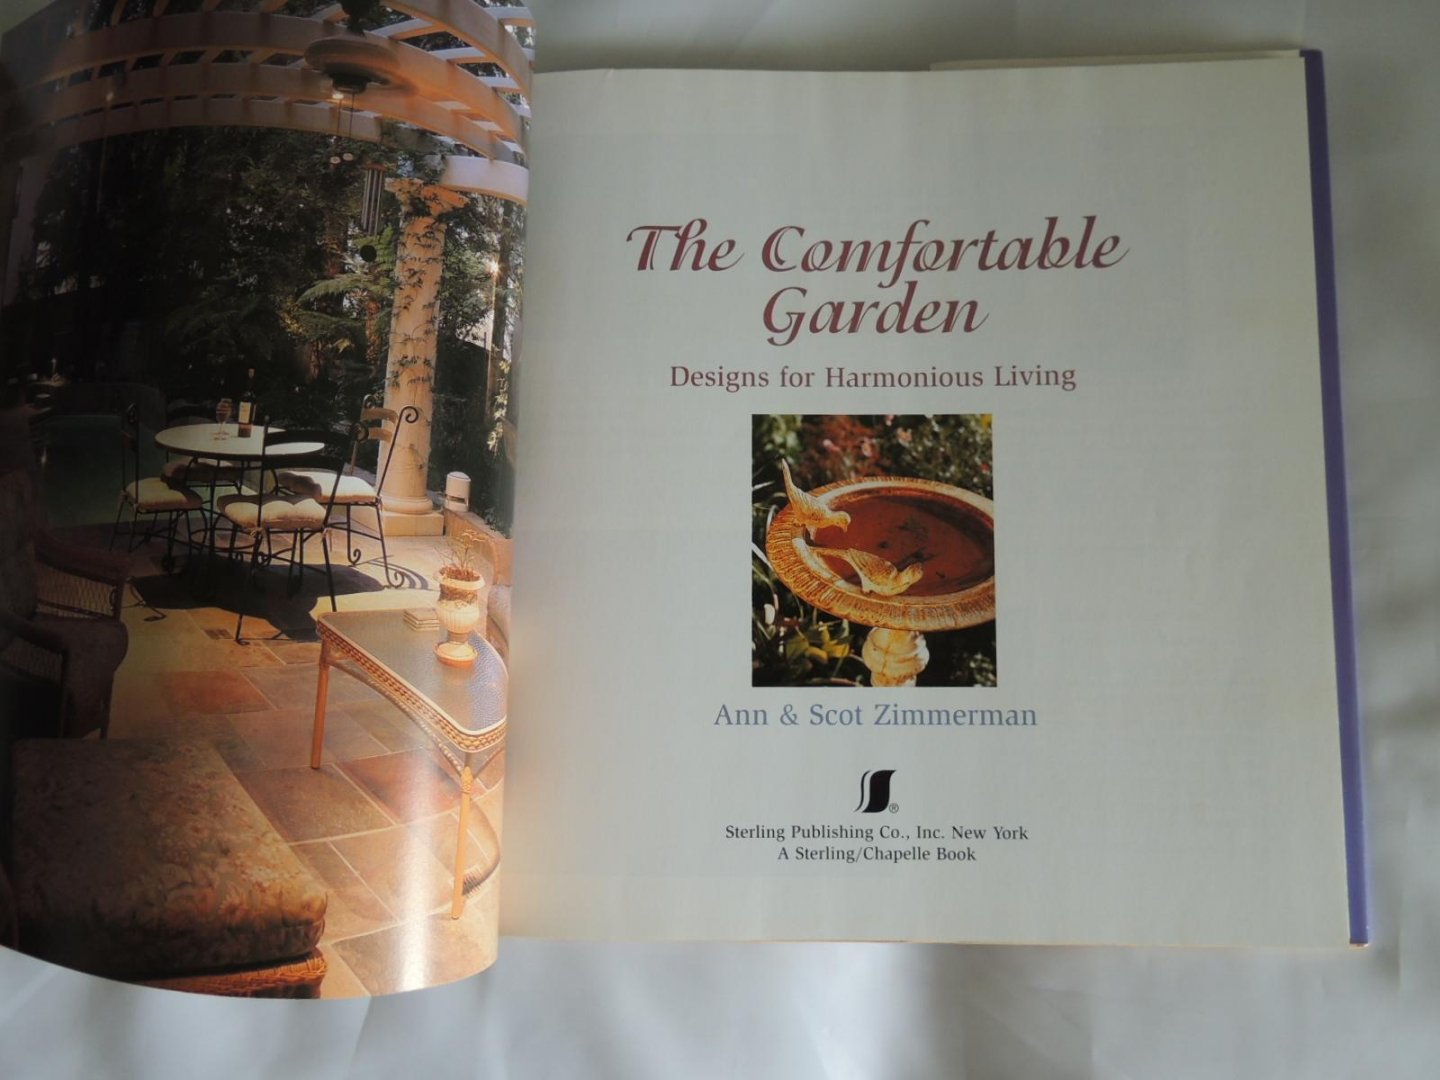 The Comfortable
Garden
Designs for Harmonious Living
Ann & Scot Zimmerman
®
Sterling Publishing Co., Inc. New York
A Sterling/Chapelle Book